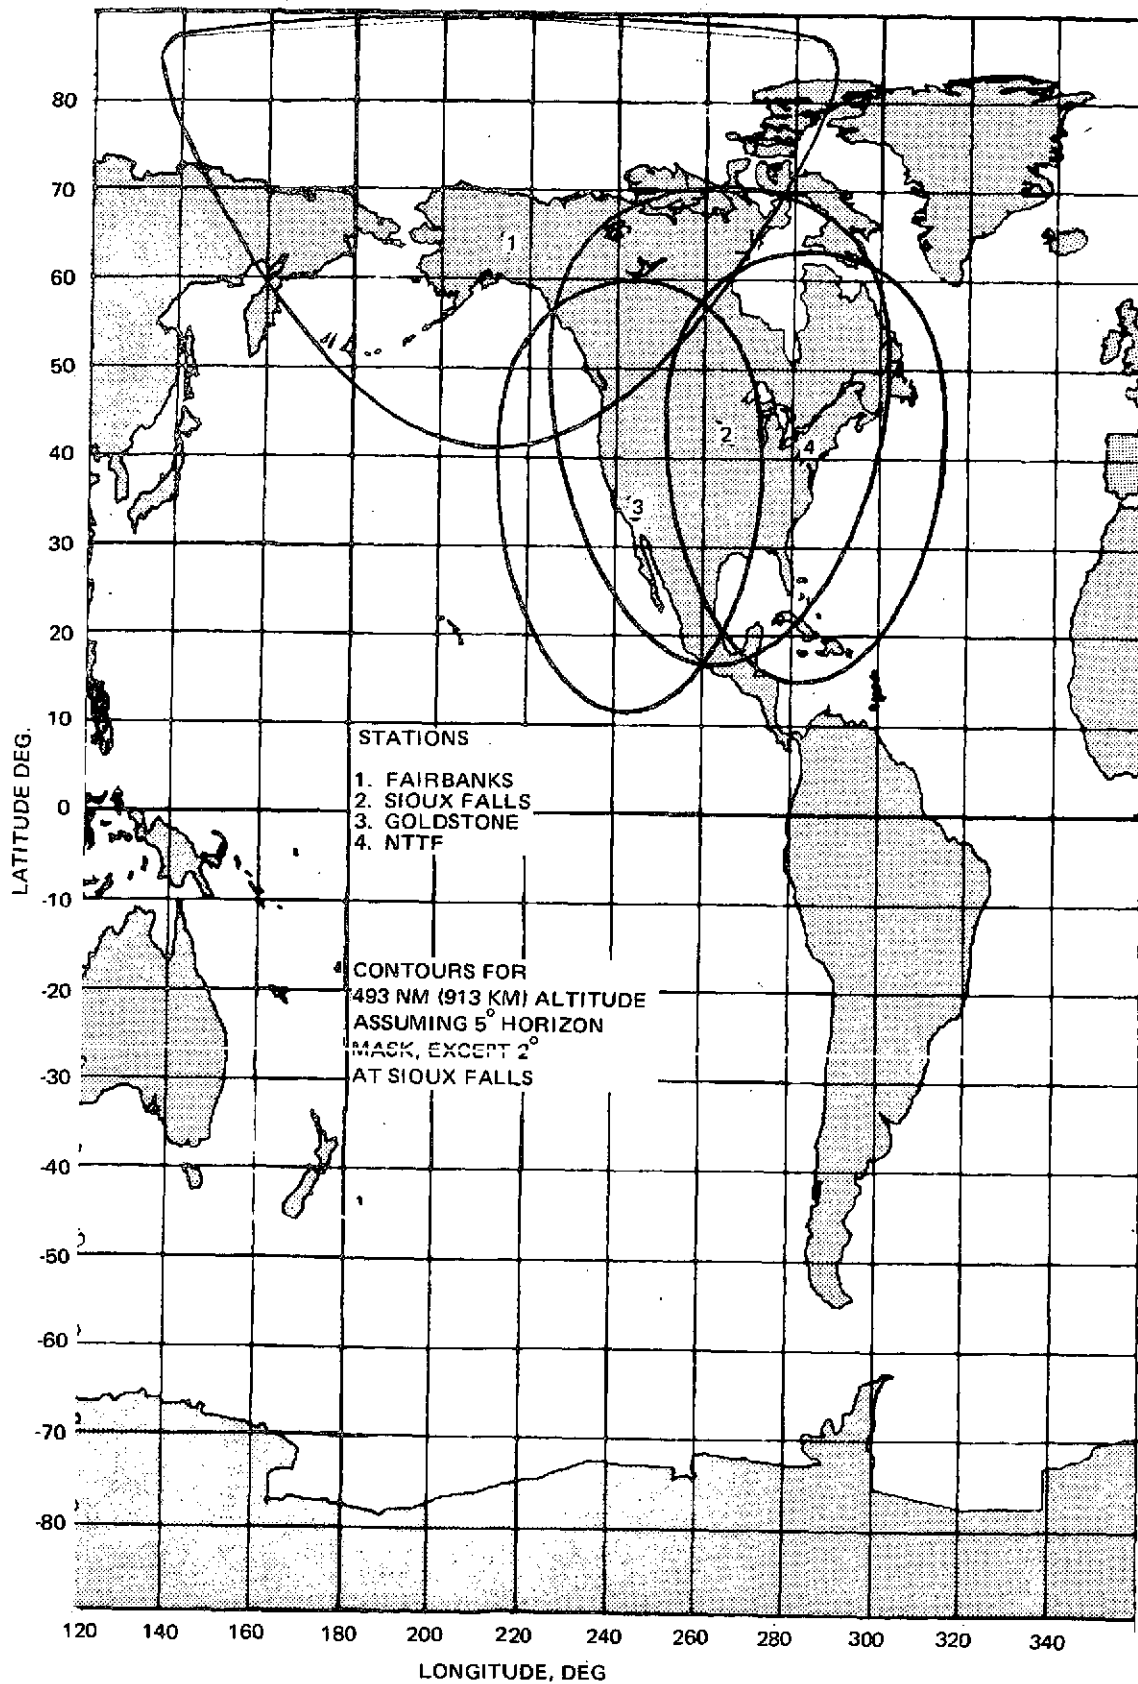 80
70
60
50
40
30
20
10
0
-10
-20
-30
-40
-50
-60
-70
-80
LATITUDE DEG.
1
2
3
4
STATIONS
1. FAIRBANKS
2. SIOUX FALLS
3. GOLDSTONE
4. NTTF
CONTOURS FOR
493 NM (913 KM) ALTITUDE
ASSUMING 5° HORIZON
MASK, EXCEPT 2°
AT SIOUX FALLS
120 140 160 180 200 220 240 260 280 300 320 340
LONGITUDE, DEG